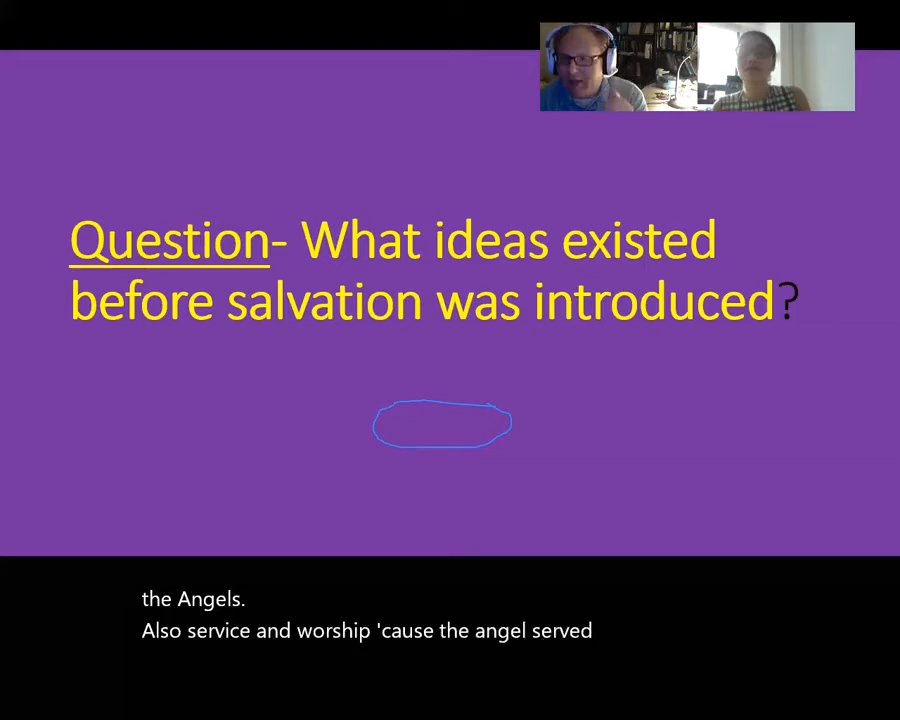 Question- What ideas existed
before salvation was introduced?
the Angels.
Also service and worship 'cause the angel served